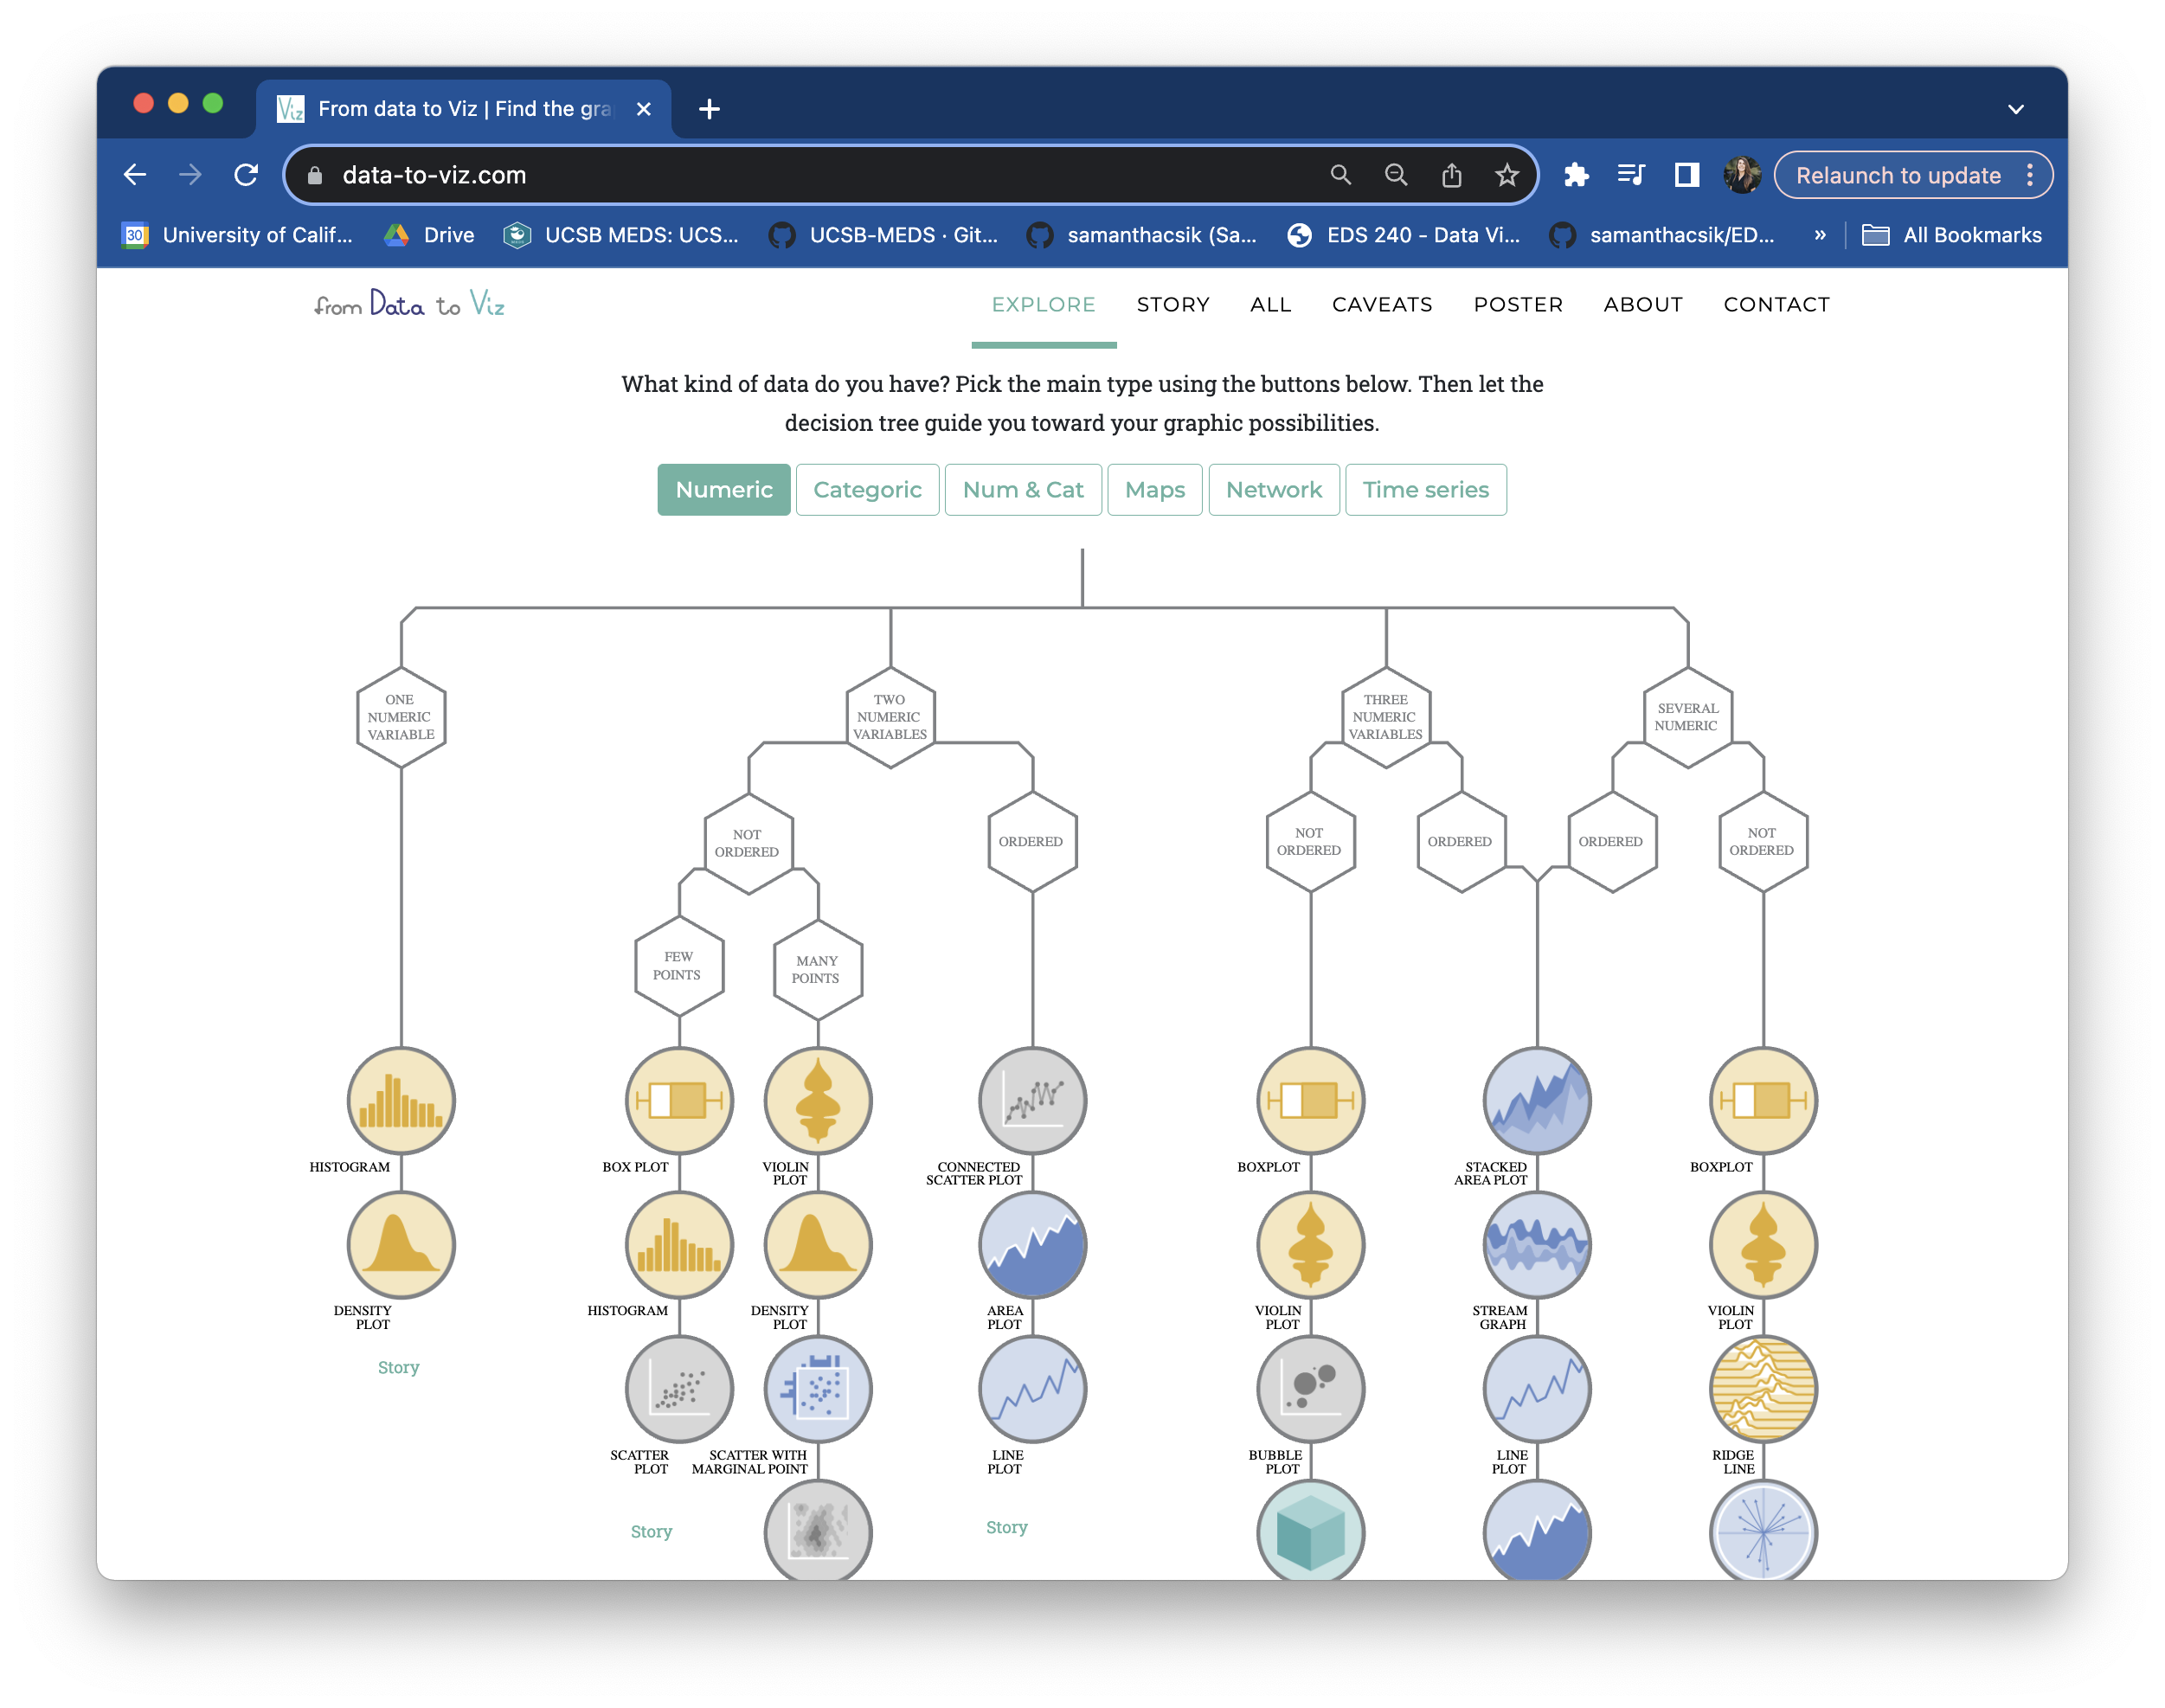 Viz From data to Viz | Find the gra
data-to-viz.com
Relaunch to update
30 University of Calif... Drive UCSB MEDS: UCS... UCSB-MEDS · Git... samanthacsik (Sa... EDS 240 - Data Vi... samanthacsik/ED... » All Bookmarks
from Data to Viz
EXPLORE STORY ALL CAVEATS POSTER ABOUT CONTACT
What kind of data do you have? Pick the main type using the buttons below. Then let the
decision tree guide you toward your graphic possibilities.
Numeric Categoric Num & Cat Maps Network Time series
ONE
NUMERIC
VARIABLE
TWO
NUMERIC
VARIABLES
THREE
NUMERIC
VARIABLES
SEVERAL
NUMERIC
NOT
ORDERED
ORDERED
NOT
ORDERED
ORDERED
ORDERED
NOT
ORDERED
FEW
POINTS
MANY
POINTS
HISTOGRAM
BOX PLOT
VIOLIN
PLOT
CONNECTED
SCATTER PLOT
BOXPLOT
STACKED
AREA PLOT
BOXPLOT
DENSITY
PLOT
HISTOGRAM
DENSITY
PLOT
AREA
PLOT
VIOLIN
PLOT
STREAM
GRAPH
VIOLIN
PLOT
Story
SCATTER
PLOT
SCATTER WITH
MARGINAL POINT
LINE
PLOT
BUBBLE
PLOT
LINE
PLOT
RIDGE
LINE
Story
Story